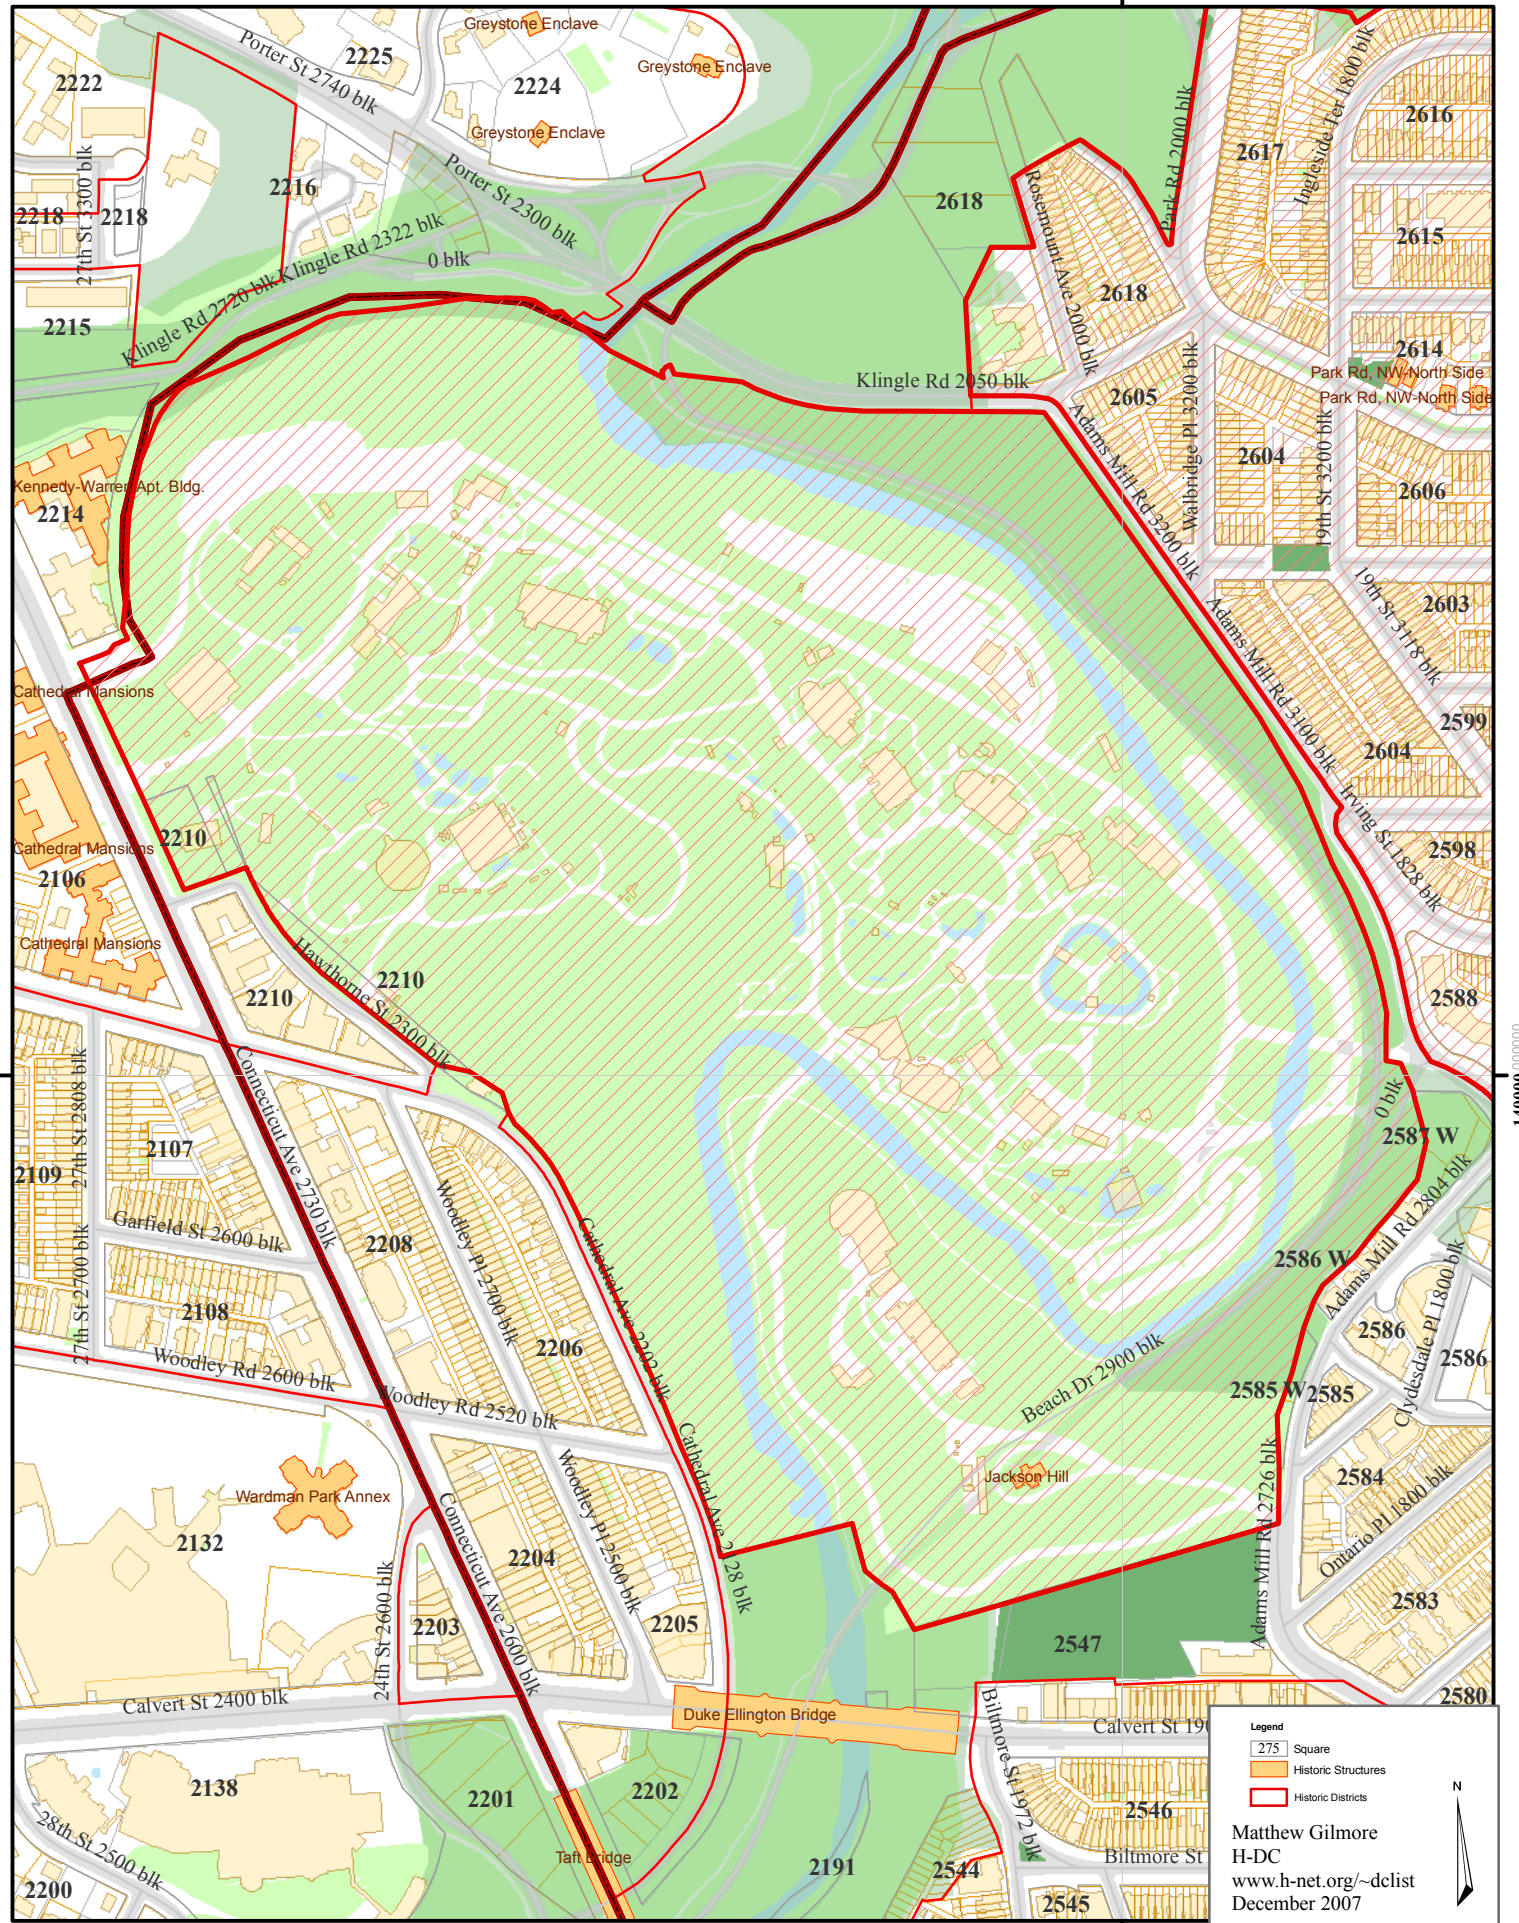 Greystone Enclave
2225
2222
Porter St 2740 blk
Greystone Enclave
2224
Greystone Enclave
Park Rd 2000 blk
2617
Ingleside Ter 1800 blk
2616
27th St 3300 blk
2216
Porter St 2300 blk
2618
Rosemount Ave 2000 blk
2218
2218
Klingle Rd 2322 blk
0 blk
2615
2618
Klingle Rd 2720 blk
2215
2614
Park Rd, NW-North Side
Park Rd, NW-North Side
Klingle Rd 2050 blk
2605
Walbridge Pl 3200 blk
2604
19th St 3200 blk
2606
Adams Mill Rd 3200 blk
Kennedy-Warren Apt. Bldg.
2214
19th St 3118 blk
2603
Adams Mill Rd 3100 blk
Cathedral Mansions
2599
2604
Irving St 1828 blk
2210
Cathedral Mansions
2106
2598
Cathedral Mansions
Hawthorne St 2300 blk
2210
2210
2588
140000.000000
27th St 2808 blk
Connecticut Ave 2730 blk
0 blk
2587 W
2107
2109
Woodley Pl 2700 blk
Adams Mill Rd 2804 blk
Garfield St 2600 blk
2208
Cathedral Ave 2202 blk
2586 W
27th St 2700 blk
2108
2206
2586
Clydesdale Pl 1800 blk
2586
Woodley Rd 2600 blk
Woodley Rd 2520 blk
Beach Dr 2900 blk
2585 W
2585
Cathedral Ave 2128 blk
Jackson Hill
Adams Mill Rd 2726 blk
2584
Ontario Pl 1800 blk
Wardman Park Annex
2132
Connecticut Ave 2600 blk
2204
Woodley Pl 2500 blk
24th St 2600 blk
2203
2205
2583
2547
Calvert St 2400 blk
Duke Ellington Bridge
Biltmore St 1972 blk
Calvert St 190
2580
2138
2201
2202
2546
28th St 2500 blk
Taft Bridge
2191
2544
Biltmore St
2200
2545
Legend
275 Square
Historic Structures
Historic Districts
N
Matthew Gilmore
H-DC
www.h-net.org/~dclist
December 2007